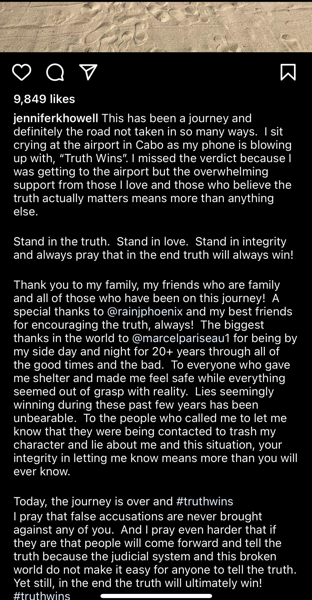 9,849 likes
jenniferkhowell This has been a journey and
definitely the road not taken in so many ways.  I sit
crying at the airport in Cabo as my phone is blowing
up with, “Truth Wins”. I missed the verdict because I
was getting to the airport but the overwhelming
support from those I love and those who believe the
truth actually matters means more than anything
else.
Stand in the truth.  Stand in love.  Stand in integrity
and always pray that in the end truth will always win!
Thank you to my family, my friends who are family
and all of those who have been on this journey!  A
special thanks to @rainjphoenix and my best friends
for encouraging the truth, always!  The biggest
thanks in the world to @marcelpariseau1 for being by
my side day and night for 20+ years through all of
the good times and the bad.  To everyone who gave
me shelter and made me feel safe while everything
seemed out of grasp with reality.  Lies seemingly
winning during these past few years has been
unbearable.  To the people who called me to let me
know that they were being contacted to trash my
character and lie about me and this situation, your
integrity in letting me know means more than you will
ever know.
Today, the journey is over and #truthwins
I pray that false accusations are never brought
against any of you.  And I pray even harder that if
they are that people will come forward and tell the
truth because the judicial system and this broken
world do not make it easy for anyone to tell the truth.
Yet still, in the end the truth will ultimately win!
#truthwins